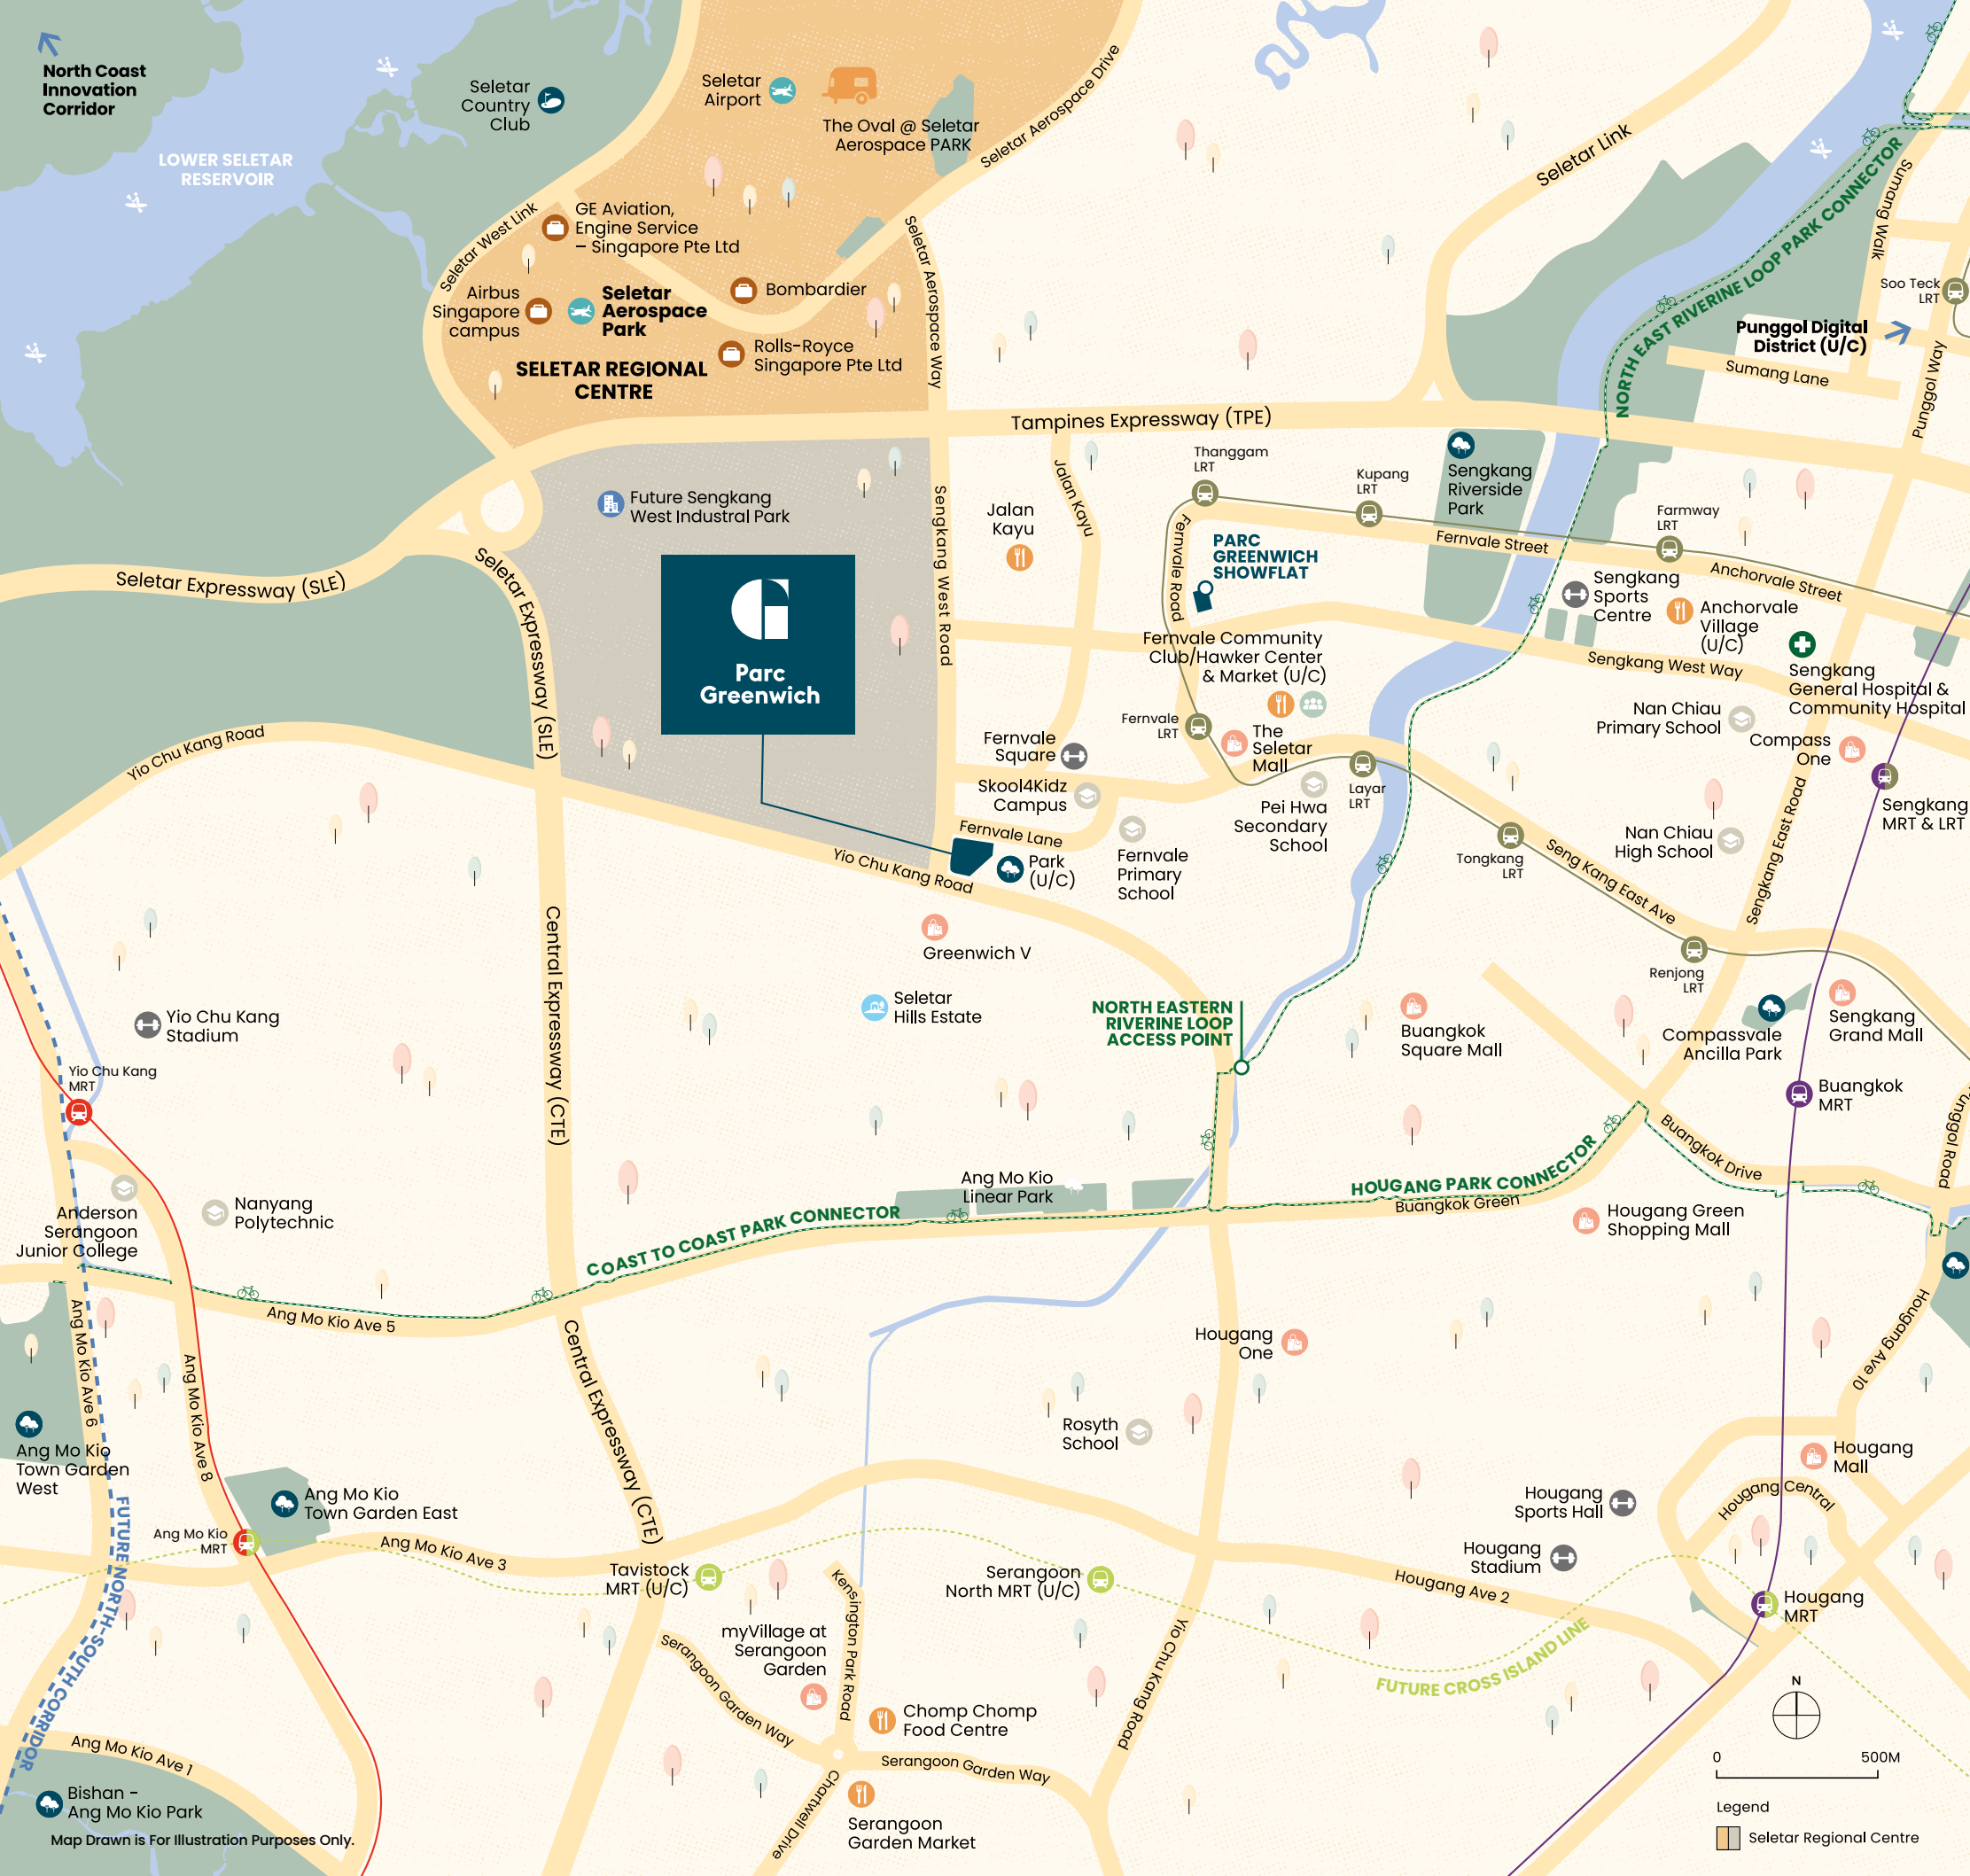 North Coast
Innovation
Corridor
LOWER SELETAR
RESERVOIR
Seletar
Country
Club
Seletar
Airport
The Oval @ Seletar
Aerospace PARK
Seletar Aerospace Drive
Seletar Link
NORTH EAST RIVERINE LOOP PARK CONNECTOR
Sumang Walk
Seletar West Link
GE Aviation,
Engine Service
– Singapore Pte Ltd
Seletar Aerospace Way
Airbus
Singapore
campus
Seletar
Aerospace
Park
Bombardier
Rolls-Royce
Singapore Pte Ltd
SELETAR REGIONAL
CENTRE
Soo Teck
LRT
Punggol Digital
District (U/C)
Sumang Lane
Punggol Way
Tampines Expressway (TPE)
Thanggam
LRT
Kupang
LRT
Sengkang
Riverside
Park
Farmway
LRT
Jalan Kayu
Jalan
Kayu
Future Sengkang
West Industral Park
Sengkang West Road
Fernvale Road
PARC
GREENWICH
SHOWFLAT
Fernvale Street
Anchorvale Street
Seletar Expressway (SLE)
Seletar Expressway (SLE)
Parc
Greenwich
Sengkang
Sports
Centre
Anchorvale
Village
(U/C)
Fernvale Community
Club/Hawker Center
& Market (U/C)
Sengkang West Way
Sengkang
General Hospital &
Community Hospital
Nan Chiau
Primary School
Compass
One
Fernvale
LRT
The
Seletar
Mall
Fernvale
Square
Skool4Kidz
Campus
Layar
LRT
Pei Hwa
Secondary
School
Sengkang
MRT & LRT
Yio Chu Kang Road
Fernvale Lane
Yio Chu Kang Road
Park
(U/C)
Fernvale
Primary
School
Tongkang
LRT
Seng Kang East Ave
Nan Chiau
High School
Sengkang East Road
Greenwich V
Central Expressway (CTE)
Renjong
LRT
Seletar
Hills Estate
NORTH EASTERN
RIVERINE LOOP
ACCESS POINT
Buangkok
Square Mall
Compassvale
Ancilla Park
Sengkang
Grand Mall
Yio Chu Kang
Stadium
Yio Chu Kang
MRT
Buangkok
MRT
Buangkok Drive
unggol Road
Ang Mo Kio
Linear Park
HOUGANG PARK CONNECTOR
Buangkok Green
Anderson
Serangoon
Junior College
Nanyang
Polytechnic
COAST TO COAST PARK CONNECTOR
Hougang Green
Shopping Mall
Ang Mo Kio Ave 5
Ang Mo Kio Ave 6
Ang Mo Kio Ave 8
Central Expressway (CTE)
Hougang
One
Hougang Ave 10
Rosyth
School
Ang Mo Kio
Town Garden
West
Ang Mo Kio
Town Garden East
Hougang
Mall
Hougang Central
Hougang
Sports Hall
Hougang
Stadium
Ang Mo Kio
MRT
Ang Mo Kio Ave 3
FUTURE NORTH-SOUTH CORRIDOR
Tavistock
MRT (U/C)
Kensington Park Road
Serangoon
North MRT (U/C)
Hougang Ave 2
Hougang
MRT
Yio Chu Kang Road
FUTURE CROSS ISLAND LINE
myVillage at
Serangoon
Garden
Serangoon Garden Way
Chomp Chomp
Food Centre
Serangoon Garden Way
Chartwell Drive
Serangoon
Garden Market
Ang Mo Kio Ave 1
Bishan -
Ang Mo Kio Park
Map Drawn is For Illustration Purposes Only.
N
0 500M
Legend
Seletar Regional Centre